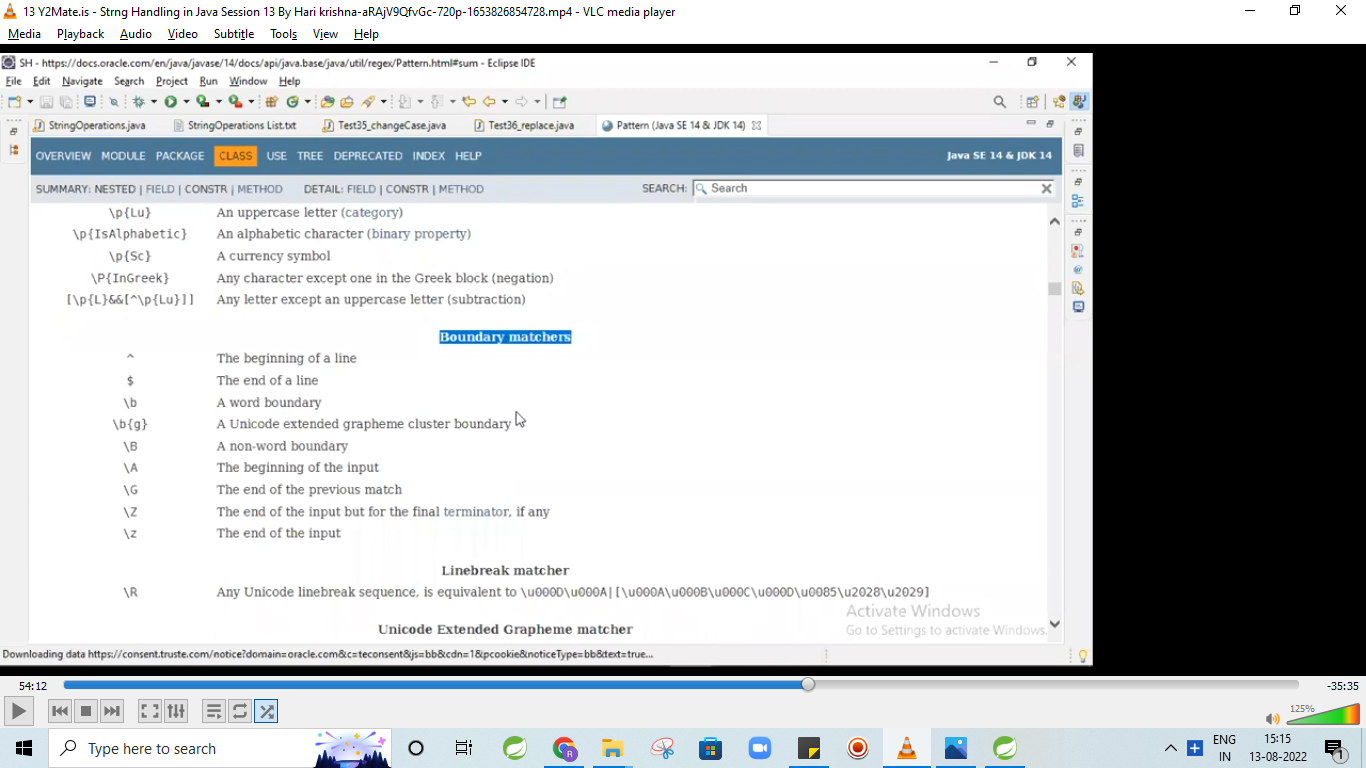 13 Y2Mate.is - Strng Handling in Java Session 13 By Hari krishna-aRAjV9QfvGc-720p-1653826854728.mp4 - VLC media player
Media Playback Audio Video Subtitle Tools View Help
SH - https://docs.oracle.com/en/java/javase/14/docs/api/java.base/java/util/regex/Pattern.html#sum - Eclipse IDE
File Edit Navigate Search Project Run Window Help
StringOperations.java StringOperations List.txt Test35_changeCase.java Test36_replace.java Pattern (Java SE 14 & JDK 14)
OVERVIEW MODULE PACKAGE CLASS USE TREE DEPRECATED INDEX HELP Java SE 14 & JDK 14
SUMMARY: NESTED | FIELD | CONSTR | METHOD DETAIL: FIELD | CONSTR | METHOD SEARCH: Search
\p{Lu} An uppercase letter (category)
\p{IsAlphabetic} An alphabetic character (binary property)
\p{Sc} A currency symbol
\P{InGreek} Any character except one in the Greek block (negation)
[\p{L}&&[^\p{Lu}]] Any letter except an uppercase letter (subtraction)
Boundary matchers
^ The beginning of a line
$ The end of a line
\b A word boundary
\b{g} A Unicode extended grapheme cluster boundary
\B A non-word boundary
\A The beginning of the input
\G The end of the previous match
\Z The end of the input but for the final terminator, if any
\z The end of the input
Linebreak matcher
\R Any Unicode linebreak sequence, is equivalent to \u000D\u000A|[\u000A\u000B\u000C\u000D\u0085\u2028\u2029]
Activate Windows
Go to Settings to activate Windows.
Unicode Extended Grapheme matcher
Downloading data https://consent.truste.com/notice?domain=oracle.com&c=teconsent&js=bb&cdn=1&pcookie&noticeType=bb&text=true...
54:12 -35:35
125%
Type here to search
ENG 15:15
IN 13-08-2022 1